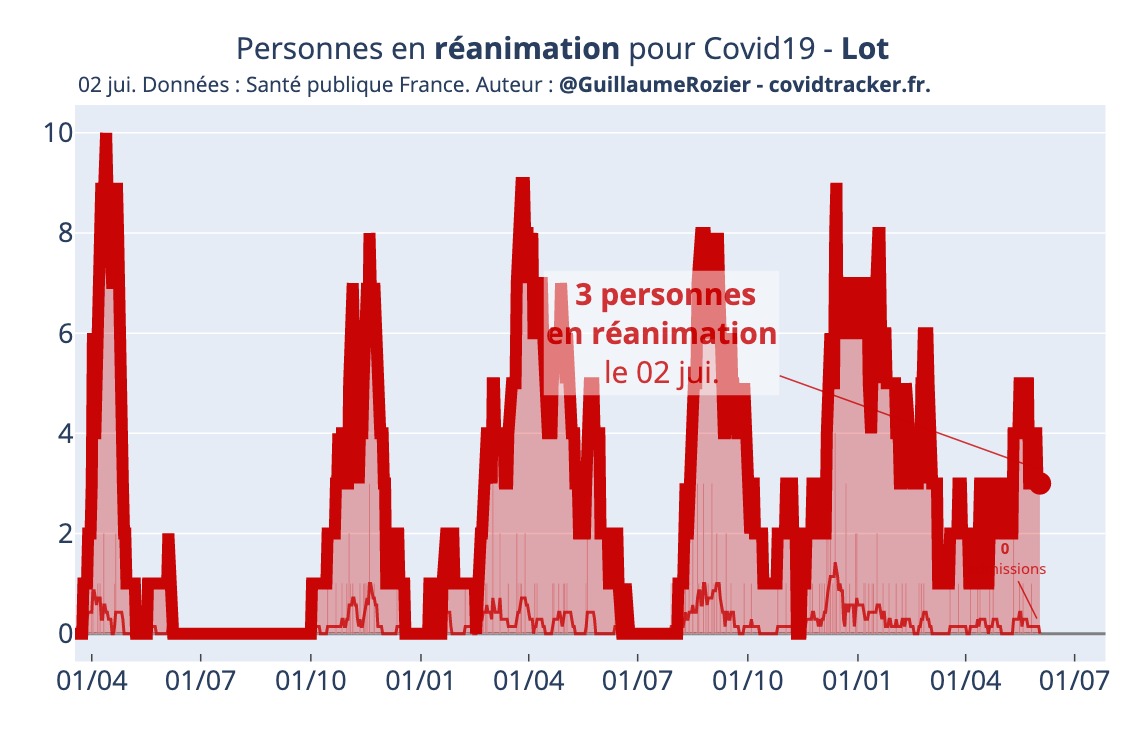 Personnes en réanimation pour Covid19 - Lot
02 jui. Données : Santé publique France. Auteur : @GuillaumeRozier - covidtracker.fr.
10
8
6
4
2
0
3 personnes
en réanimation
le 02 jui.
0
01/04 01/07 01/10 01/01 01/04 01/07 01/10 01/01 01/04 01/07